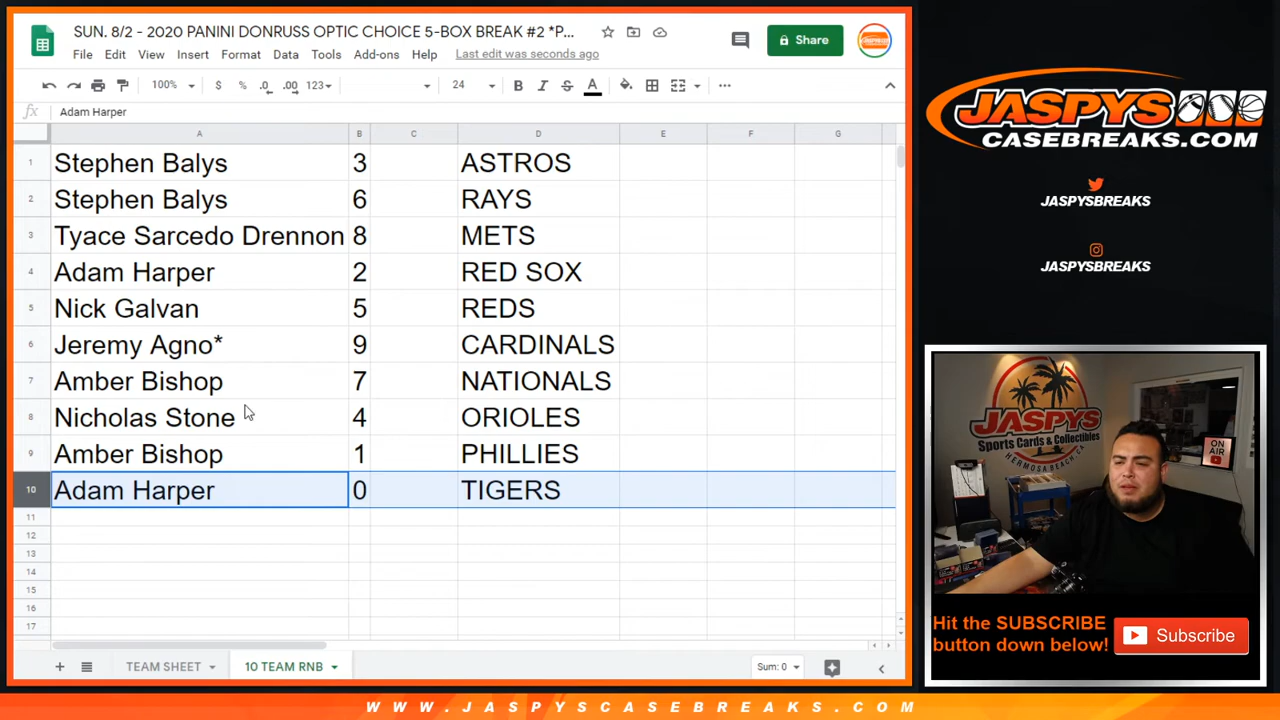 SUN. 8/2 - 2020 PANINI DONRUSS OPTIC CHOICE 5-BOX BREAK #2 *P...
File Edit View Insert Format Data Tools Add-ons Help Last edit was seconds ago
Share
100% $ % .0 .00 123 24 B I S A
fx Adam Harper
A B C D E F G
1 Stephen Balys 3 ASTROS
2 Stephen Balys 6 RAYS
3 Tyace Sarcedo Drennon 8 METS
4 Adam Harper 2 RED SOX
5 Nick Galvan 5 REDS
6 Jeremy Agno* 9 CARDINALS
7 Amber Bishop 7 NATIONALS
8 Nicholas Stone 4 ORIOLES
9 Amber Bishop 1 PHILLIES
10 Adam Harper 0 TIGERS
11
12
13
14
15
16
17
TEAM SHEET 10 TEAM RNB Sum: 0
JASPYS
CASEBREAKS.COM
JASPYSBREAKS
JASPYSBREAKS
JASPYS
Sports Cards & Collectibles
HERMOSA BEACH, CA
ON AIR
Hit the SUBSCRIBE
button down below!
Subscribe
WWW.JASPYSCASEBREAKS.COM